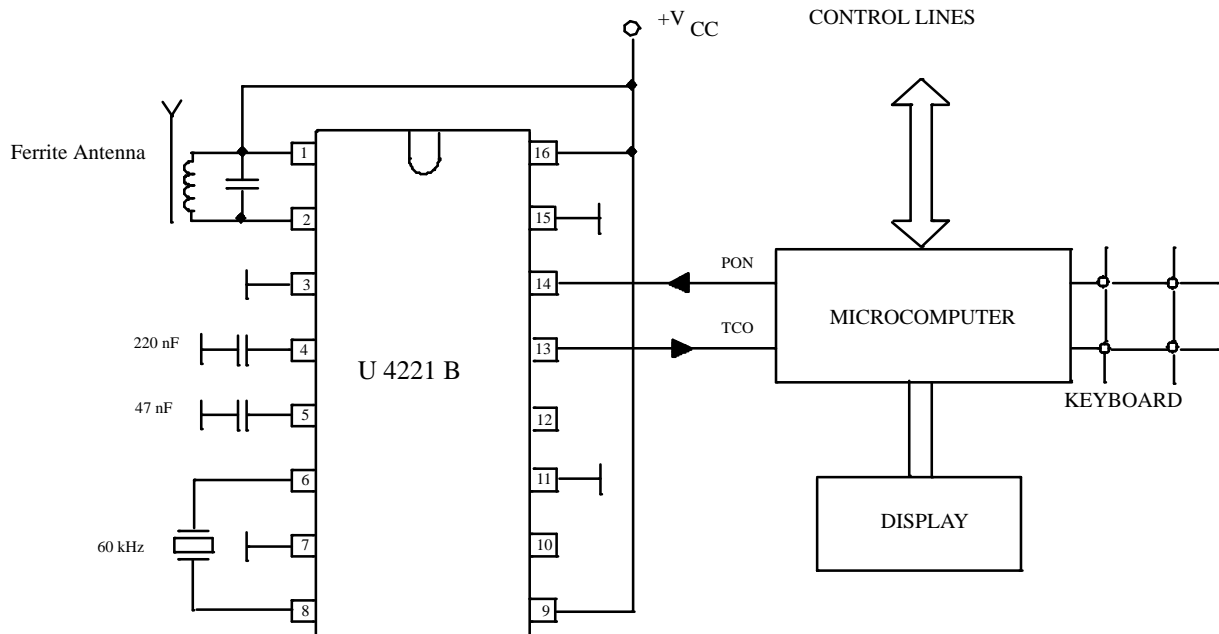 +V CC
CONTROL LINES
Ferrite Antenna
1
16
2
15
3
14
PON
MICROCOMPUTER
220 nF
4
13
TCO
U 4221 B
47 nF
5
12
KEYBOARD
6
11
60 kHz
7
10
DISPLAY
8
9